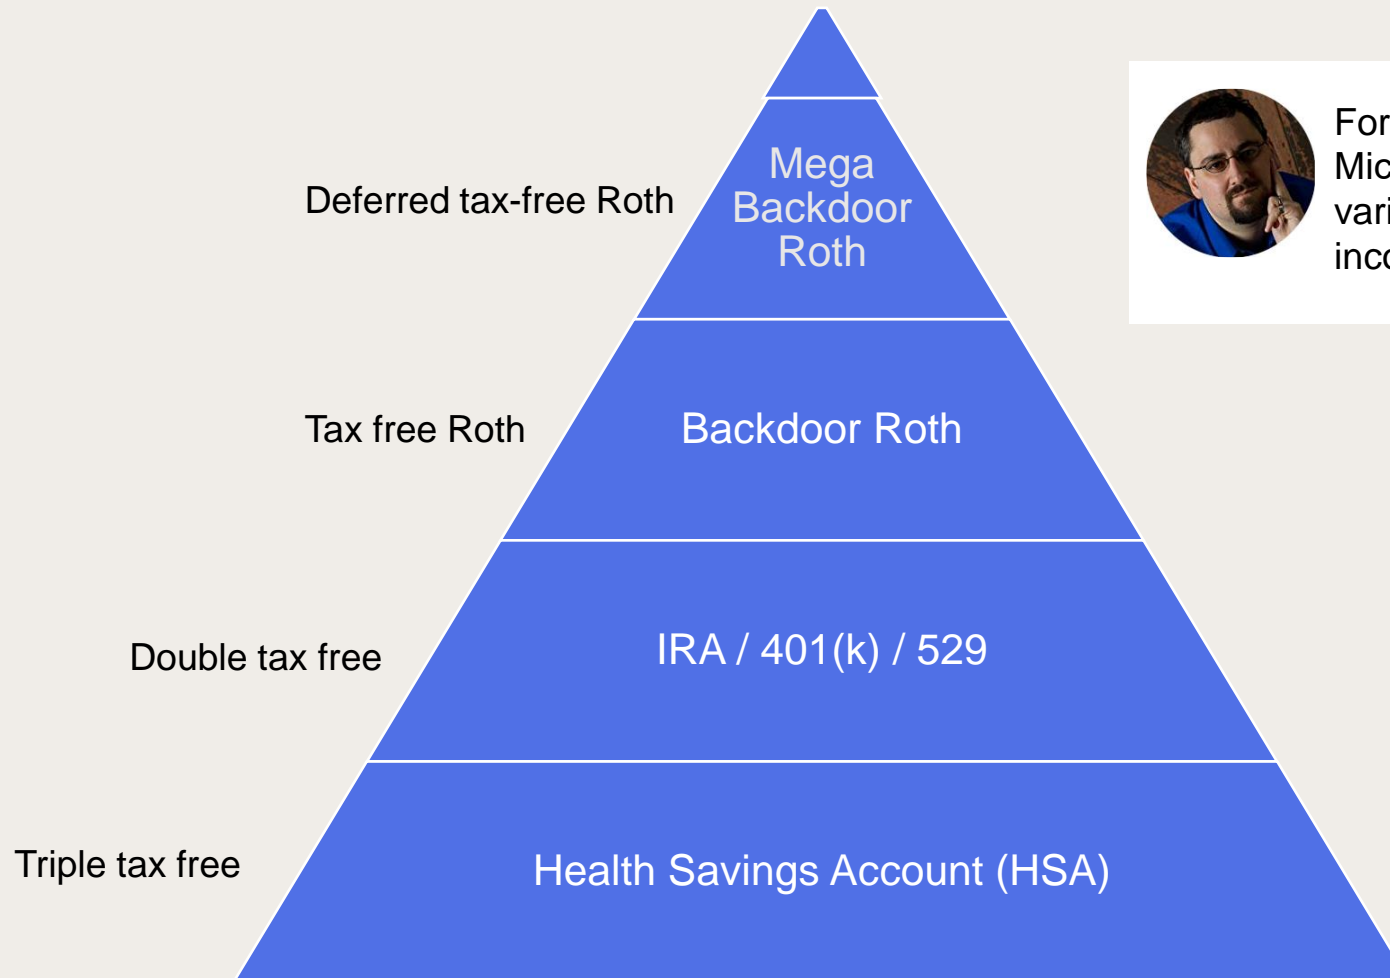 Mega
Backdoor
Roth
Deferred tax-free Roth
For
Backdoor Roth
Tax free Roth
IRA / 401(k) / 529
Double tax free
Health Savings Account (HSA)
Triple tax free